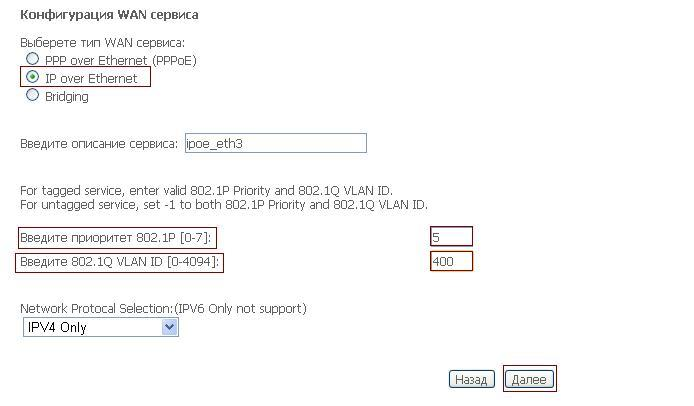 Конфигурация WAN сервиса
Выберете тип WAN сервиса:
PPP over Ethernet (PPPoE)
IP over Ethernet
Bridging
Введите описание сервиса: ipoe_eth3
For tagged service, enter valid 802.1P Priority and 802.1Q VLAN ID.
For untagged service, set -1 to both 802.1P Priority and 802.1Q VLAN ID.
Введите приоритет 802.1P [0-7]: 5
Введите 802.1Q VLAN ID [0-4094]: 400
Network Protocal Selection:(IPV6 Only not support)
IPV4 Only
Назад Далее